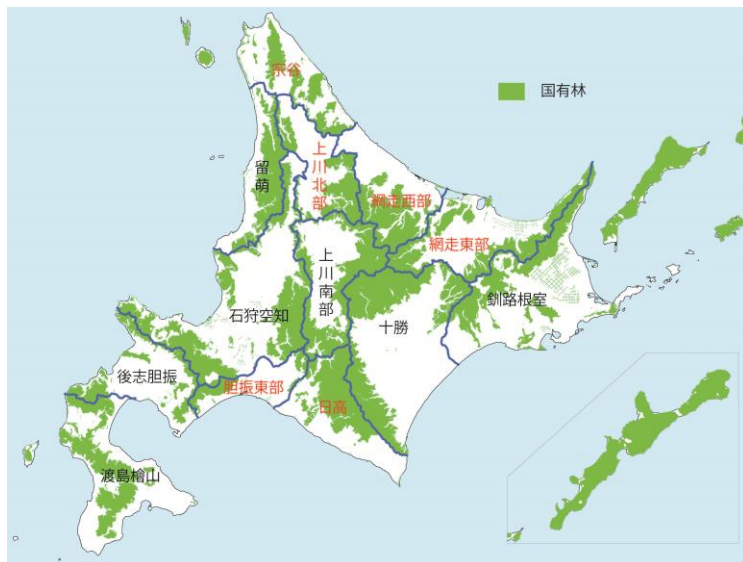 宗谷
国有林
上川北部
留萌
網走西部
網走東部
上川南部
釧路根室
石狩空知
十勝
後志胆振
胆振東部
日高
渡島檜山